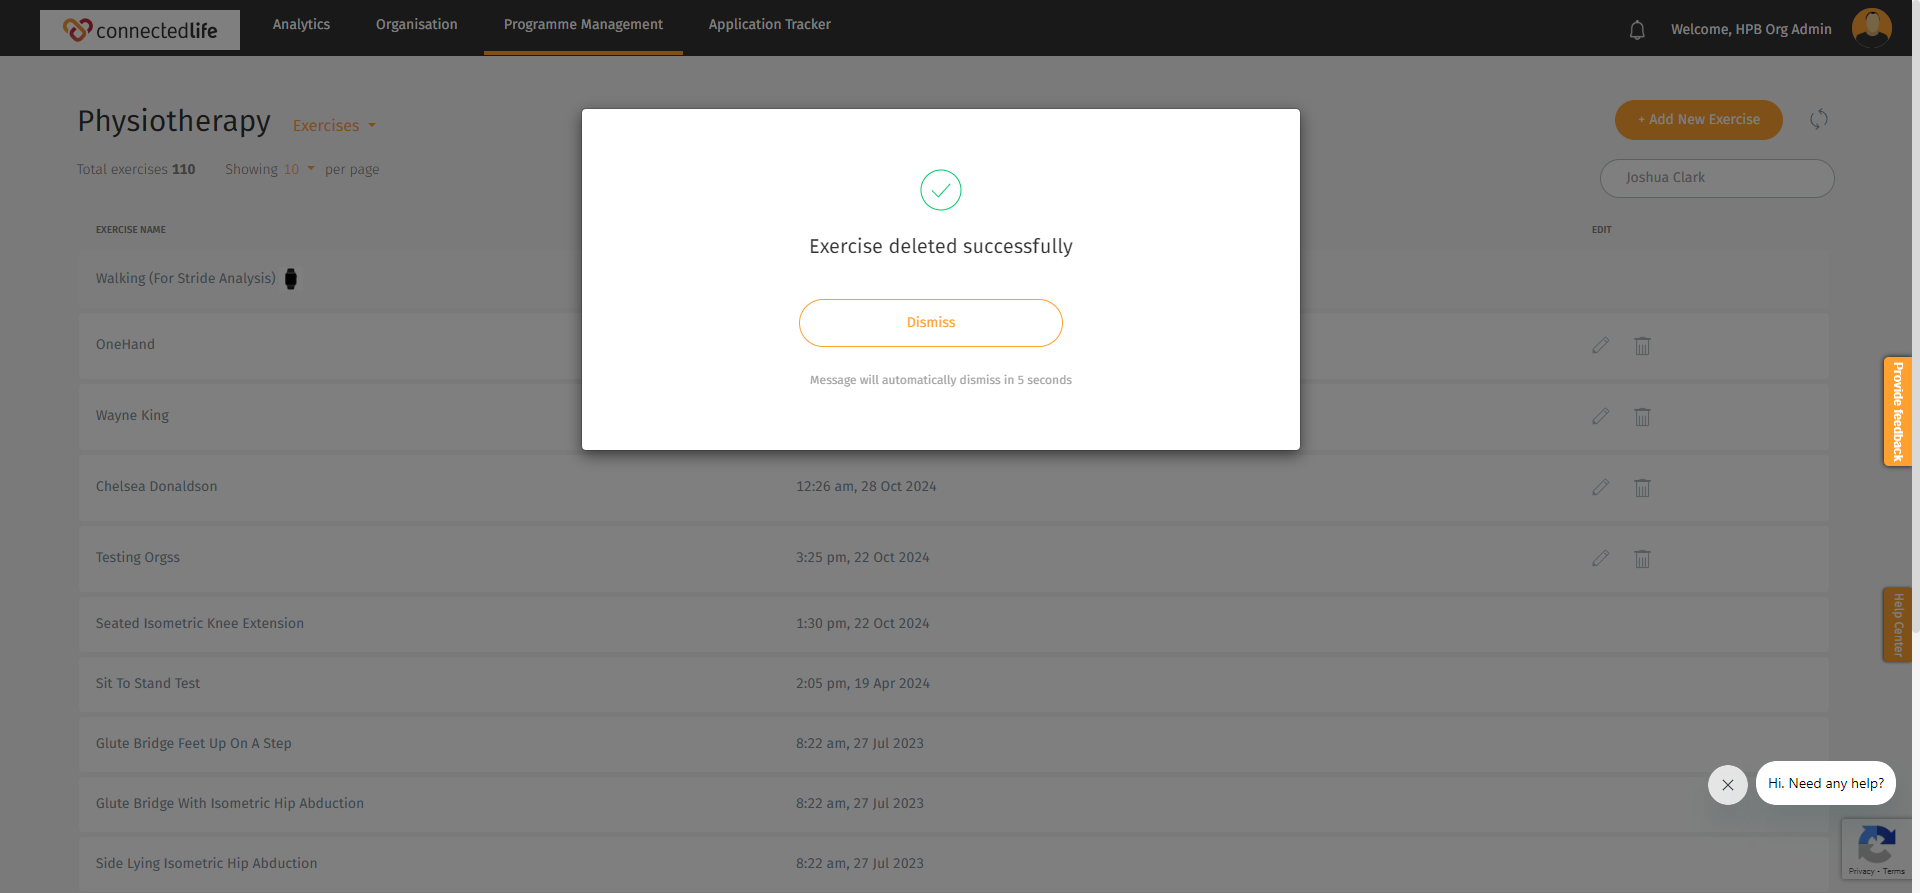 connectedlife
Analytics
Organisation
Programme Management
Application Tracker
Welcome, HPB Org Admin
Physiotherapy
Exercises
+ Add New Exercise
Total exercises 110
Showing 10 per page
Joshua Clark
EXERCISE NAME
EDIT
Exercise deleted successfully
Dismiss
Message will automatically dismiss in 5 seconds
Walking (For Stride Analysis)
OneHand
Wayne King
Chelsea Donaldson
12:26 am, 28 Oct 2024
Testing Orgss
3:25 pm, 22 Oct 2024
Seated Isometric Knee Extension
1:30 pm, 22 Oct 2024
Sit To Stand Test
2:05 pm, 19 Apr 2024
Glute Bridge Feet Up On A Step
8:22 am, 27 Jul 2023
Glute Bridge With Isometric Hip Abduction
8:22 am, 27 Jul 2023
Side Lying Isometric Hip Abduction
8:22 am, 27 Jul 2023
Provide feedback
Help Center
Hi. Need any help?
Privacy - Terms